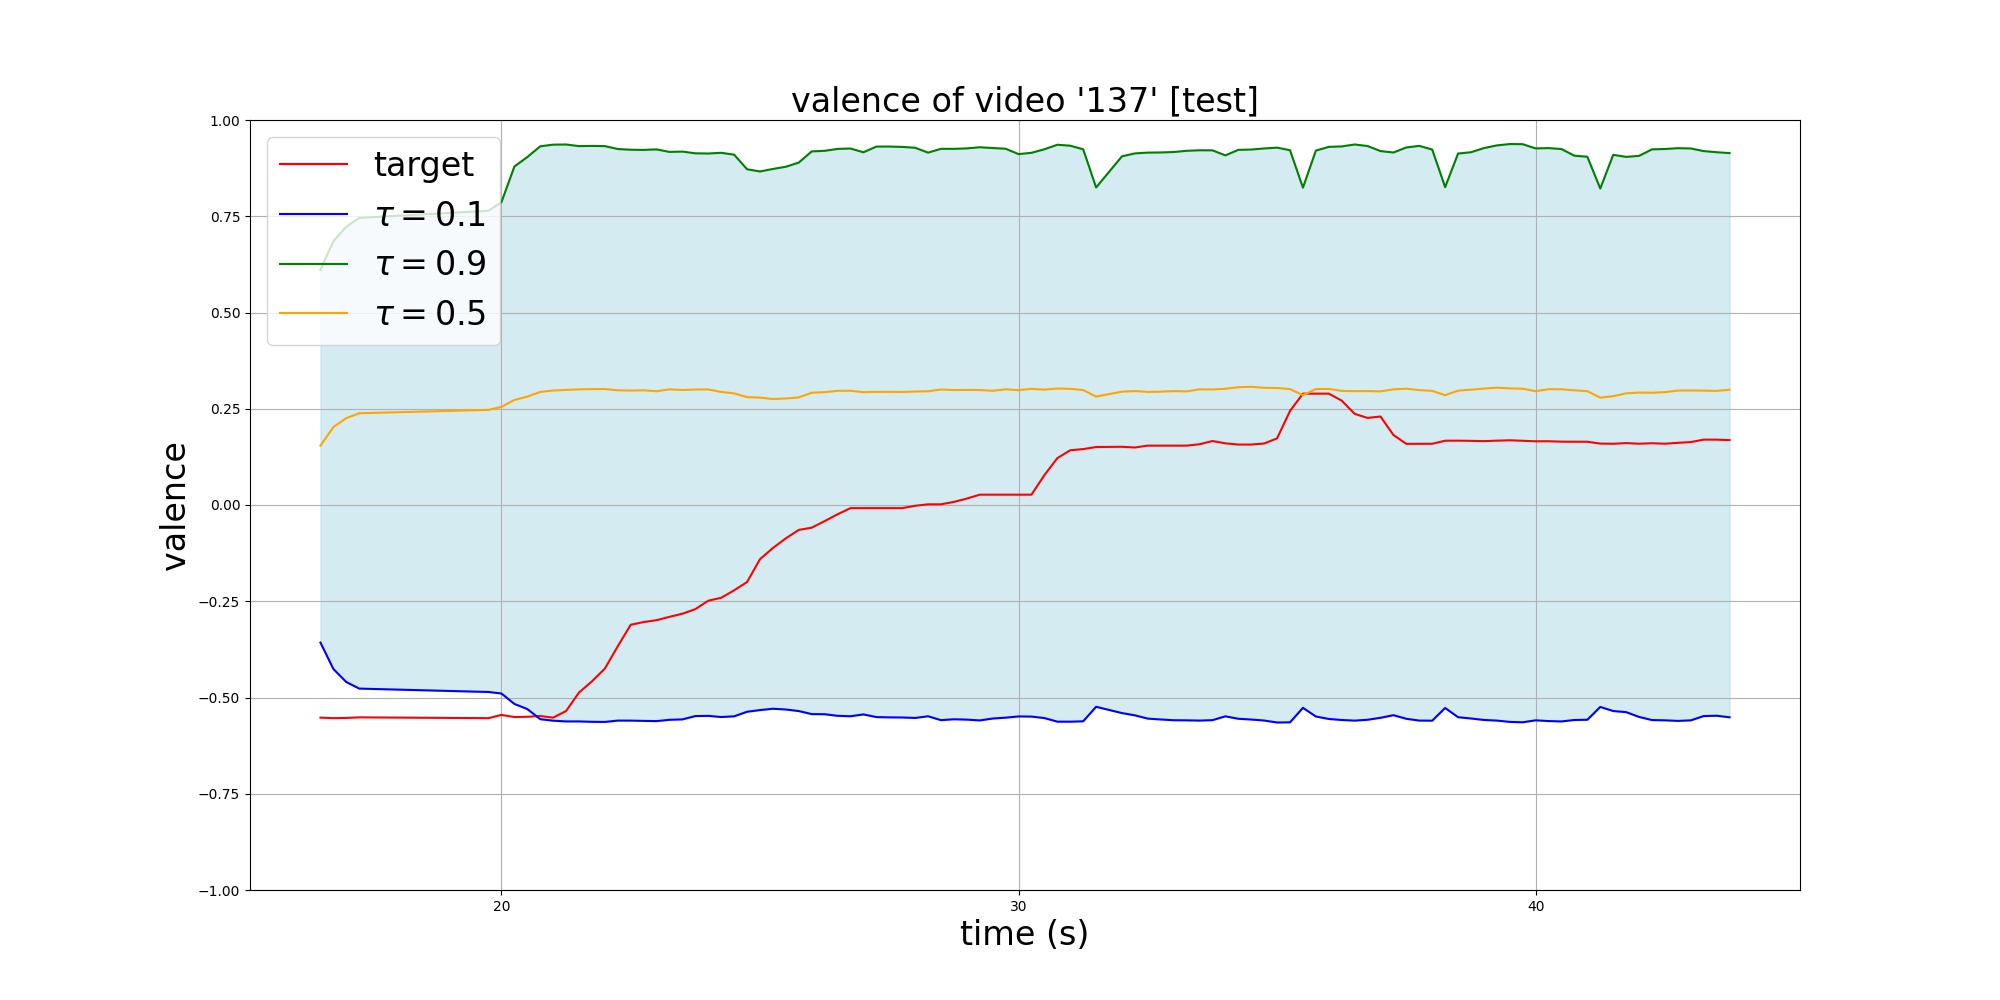 valence of video '137' [test]
target
τ = 0.1
τ = 0.9
τ = 0.5
1.00
0.75
0.50
0.25
0.00
−0.25
−0.50
−0.75
−1.00
valence
20 30 40
time (s)